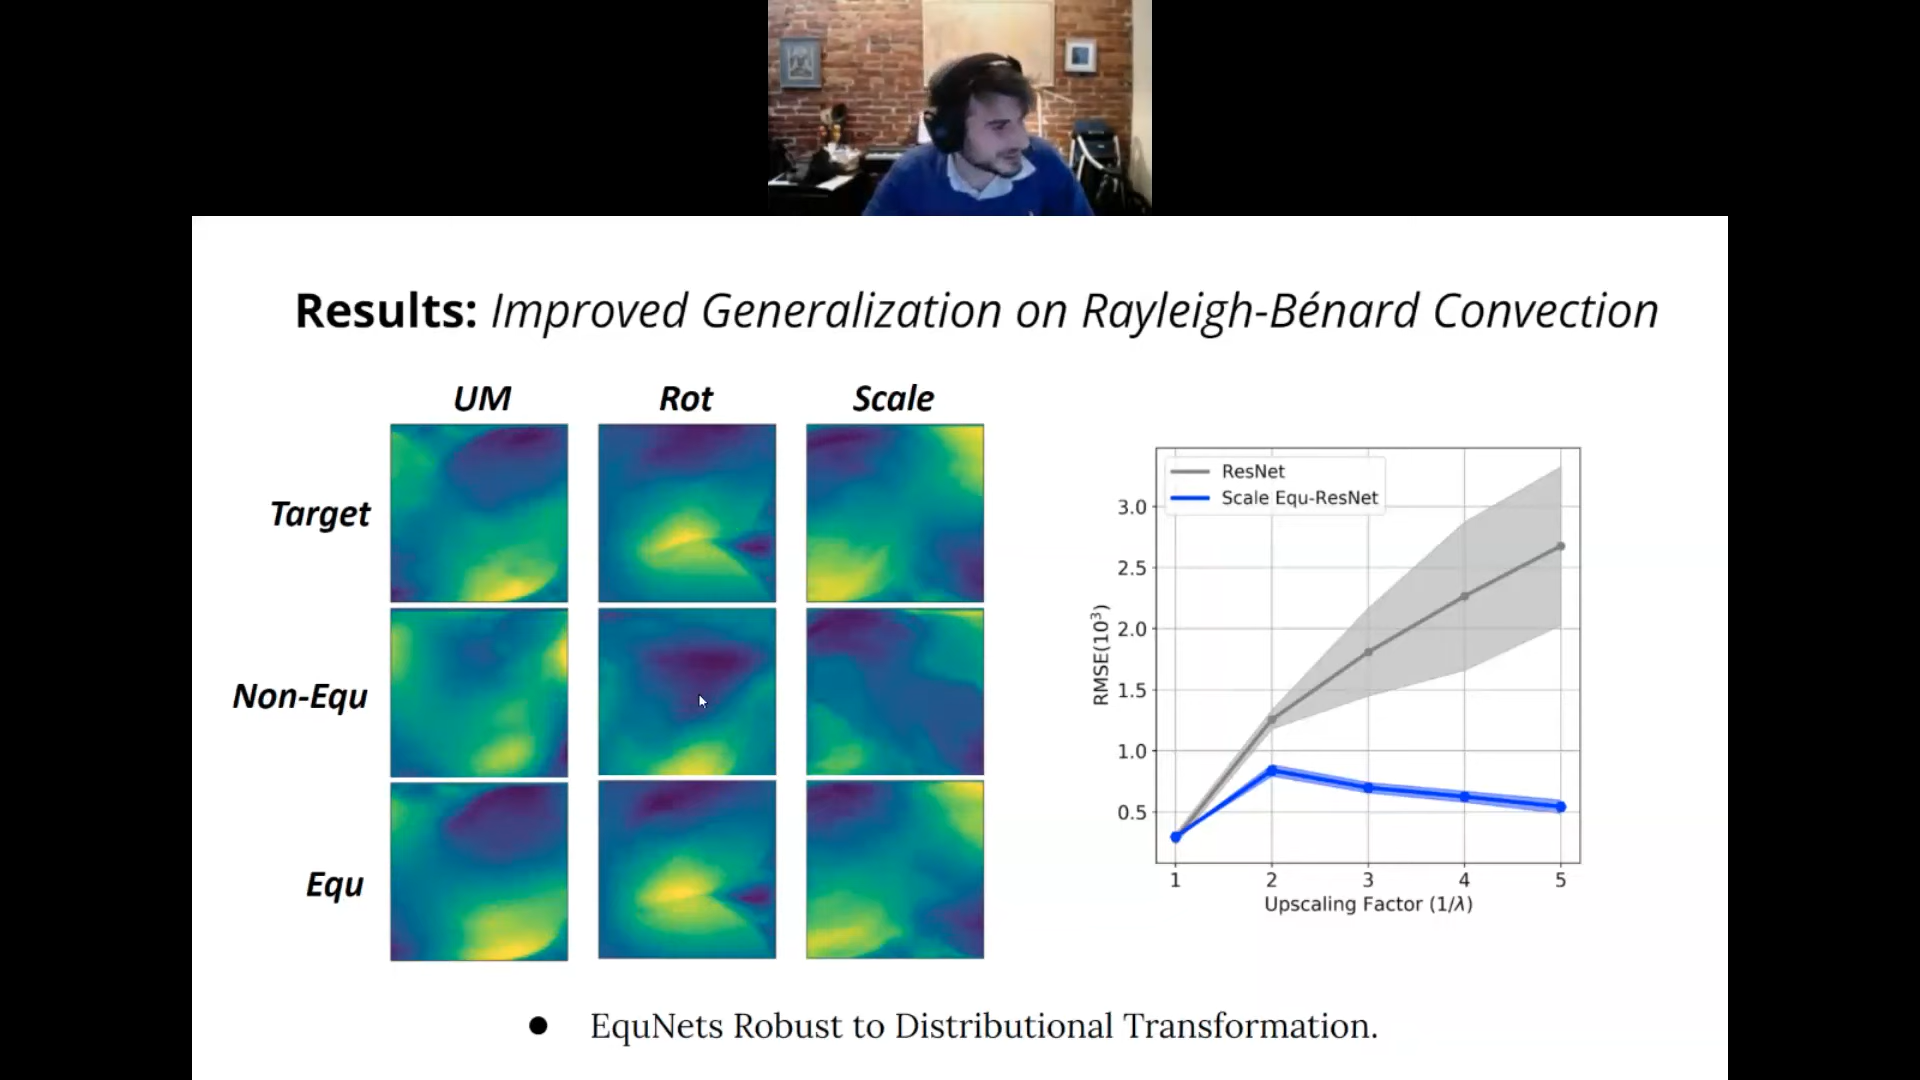 Results: Improved Generalization on Rayleigh-Bénard Convection
UM Rot Scale
Target
Non-Equ
Equ
ResNet
Scale Equ-ResNet
3.0
2.5
2.0
1.5
1.0
0.5
RMSE(10³)
1 2 3 4 5
Upscaling Factor (1/λ)
● EquNets Robust to Distributional Transformation.